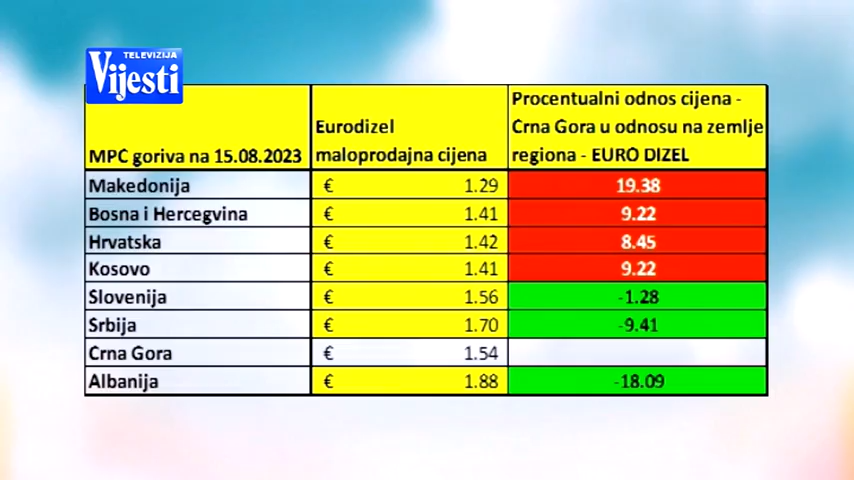 TELEVIZIJA
Vijesti
MPC goriva na 15.08.2023
Eurodizel
maloprodajna cijena
Procentualni odnos cijena -
Crna Gora u odnosu na zemlje
regiona - EURO DIZEL
Makedonija € 1.29 19.38
Bosna i Hercegvina € 1.41 9.22
Hrvatska € 1.42 8.45
Kosovo € 1.41 9.22
Slovenija € 1.56 -1.28
Srbija € 1.70 -9.41
Crna Gora € 1.54
Albanija € 1.88 -18.09